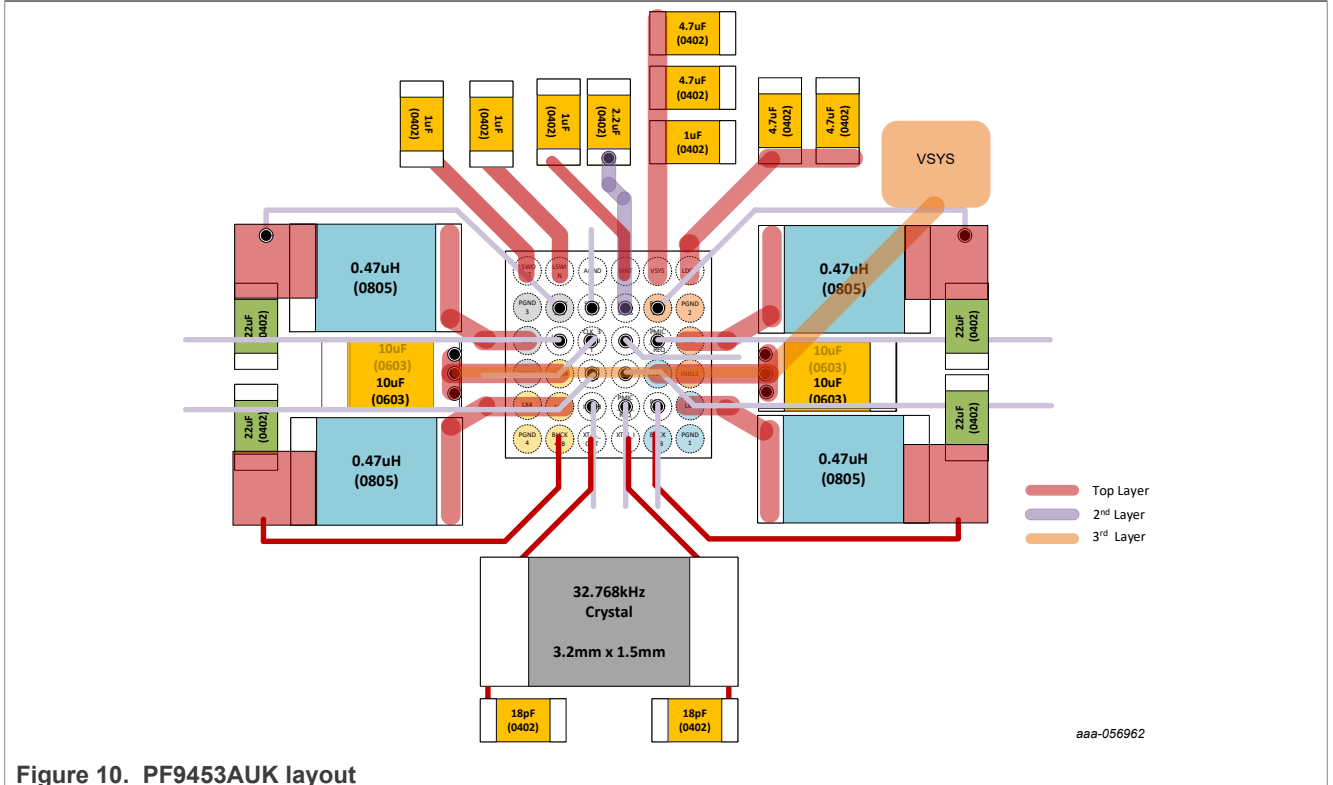 4.7uF
(0402)
4.7uF
(0402)
1uF
(0402)
1uF
(0402)
1uF
(0402)
1uF
(0402)
2.2uF
(0402)
4.7uF
(0402)
4.7uF
(0402)
VSYS
0.47uH
(0805)
0.47uH
(0805)
22uF
(0402)
22uF
(0402)
10uF
(0603)
10uF
(0603)
10uF
(0603)
10uF
(0603)
22uF
(0402)
22uF
(0402)
0.47uH
(0805)
0.47uH
(0805)
VSYS
PGND
3
PGND
2
INB12
LX4
PGND
4
PGND
1
Top Layer
2nd Layer
3rd Layer
32.768kHz
Crystal
3.2mm x 1.5mm
18pF
(0402)
18pF
(0402)
aaa-056962
Figure 10. PF9453AUK layout